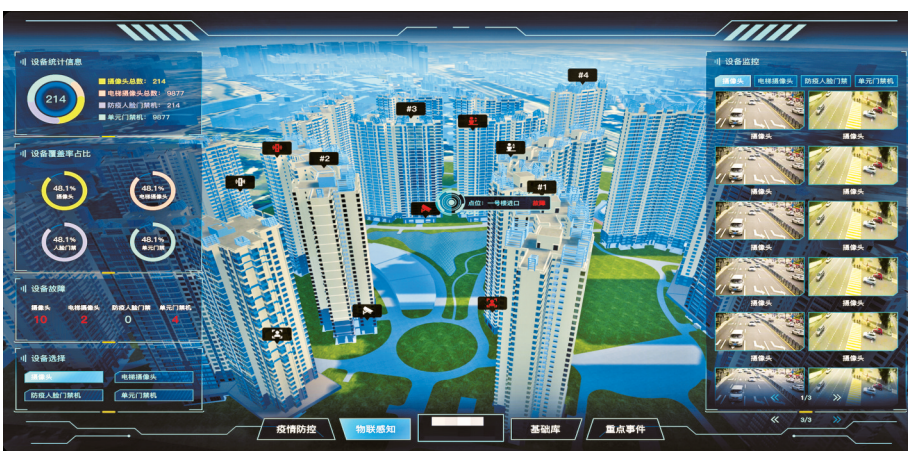 设备统计信息
214
摄像头总数: 214
电梯摄像头总数: 9877
防疫人脸门禁机: 214
单元门禁机: 9877
设备覆盖率占比
48.1%
摄像头
48.1%
电梯摄像头
48.1%
人脸门禁
48.1%
单元门禁
设备故障
摄像头 电梯摄像头 防疫人脸门禁 单元门禁机
10 2 0 4
设备选择
摄像头 电梯摄像头
防疫人脸门禁机 单元门禁机
#4
#3
#2
#1
点位: 一号楼进口 故障
设备监控
摄像头 电梯摄像头 防疫人脸门禁 单元门禁机
摄像头 摄像头
摄像头 摄像头
摄像头 摄像头
摄像头 摄像头
摄像头 摄像头
1/3
3/3
疫情防控 物联感知 基础库 重点事件